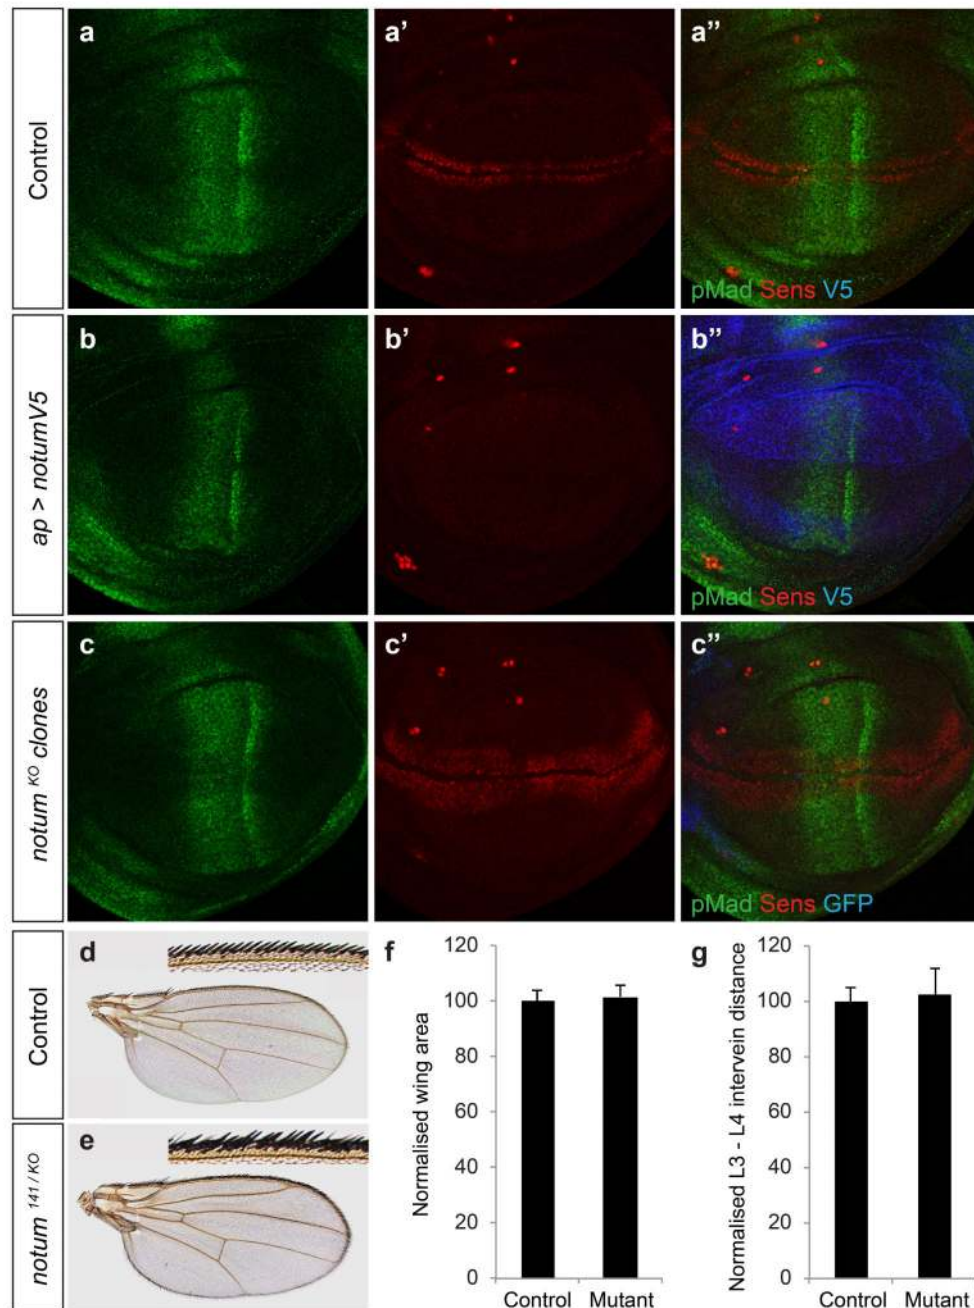 Control
a
a'
a"
pMad Sens V5
ap > notumV5
b
b'
b"
pMad Sens V5
notum KO clones
c
c'
c"
pMad Sens GFP
Control
d
notum 141 / KO
e
f
Normalised wing area
120
100
80
60
40
20
0
Control Mutant
g
Normalised L3 - L4 intervein distance
120
100
80
60
40
20
0
Control Mutant